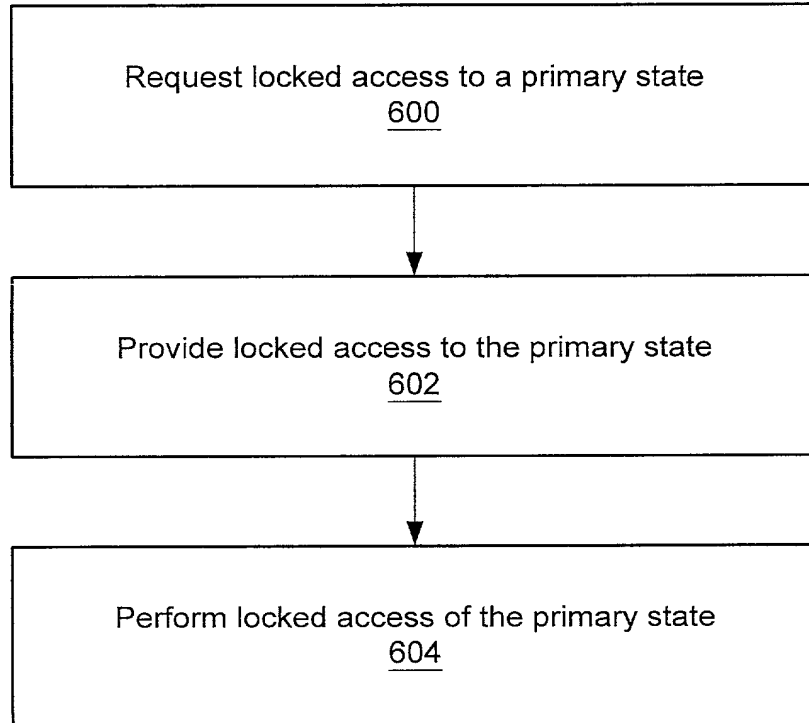 Request locked access to a primary state
600
Provide locked access to the primary state
602
Perform locked access of the primary state
604